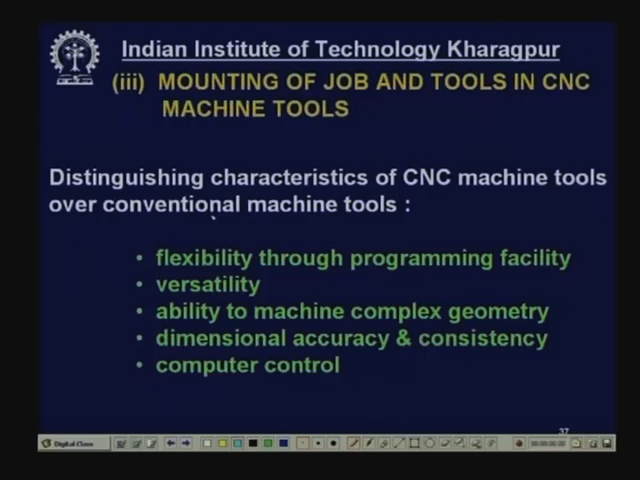 Indian Institute of Technology Kharagpur
(iii) MOUNTING OF JOB AND TOOLS IN CNC
MACHINE TOOLS
Distinguishing characteristics of CNC machine tools
over conventional machine tools :
• flexibility through programming facility
• versatility
• ability to machine complex geometry
• dimensional accuracy & consistency
• computer control
37
Digital Class